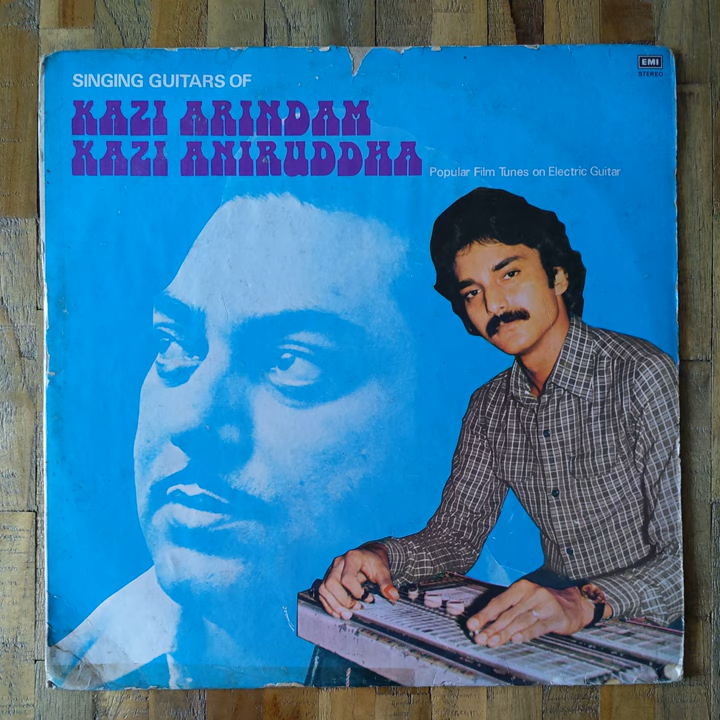 SINGING GUITARS OF
KAZI ARINDAM
KAZI ANIRUDDHA
Popular Film Tunes on Electric Guitar
EMI
STEREO